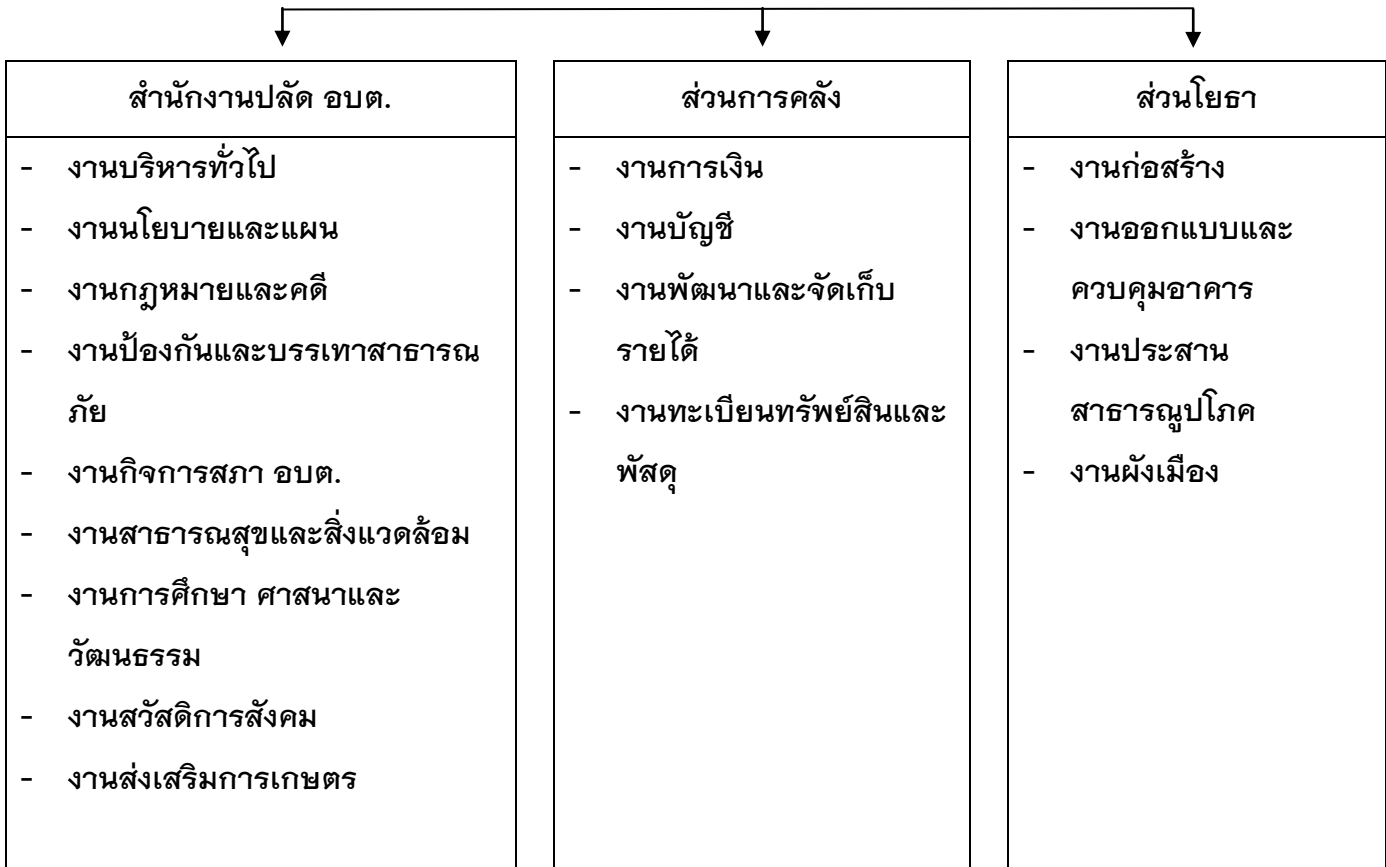 สำนักงานปลัด อบต.
- งานบริหารทั่วไป
- งานนโยบายและแผน
- งานกฎหมายและคดี
- งานป้องกันและบรรเทาสาธารณ
ภัย
- งานกิจการสภา อบต.
- งานสาธารณสุขและสิ่งแวดล้อม
- งานการศึกษา ศาสนาและ
วัฒนธรรม
- งานสวัสดิการสังคม
- งานส่งเสริมการเกษตร
ส่วนการคลัง
- งานการเงิน
- งานบัญชี
- งานพัฒนาและจัดเก็บ
รายได้
- งานทะเบียนทรัพย์สินและ
พัสดุ
ส่วนโยธา
- งานก่อสร้าง
- งานออกแบบและ
ควบคุมอาคาร
- งานประสาน
สาธารณูปโภค
- งานผังเมือง